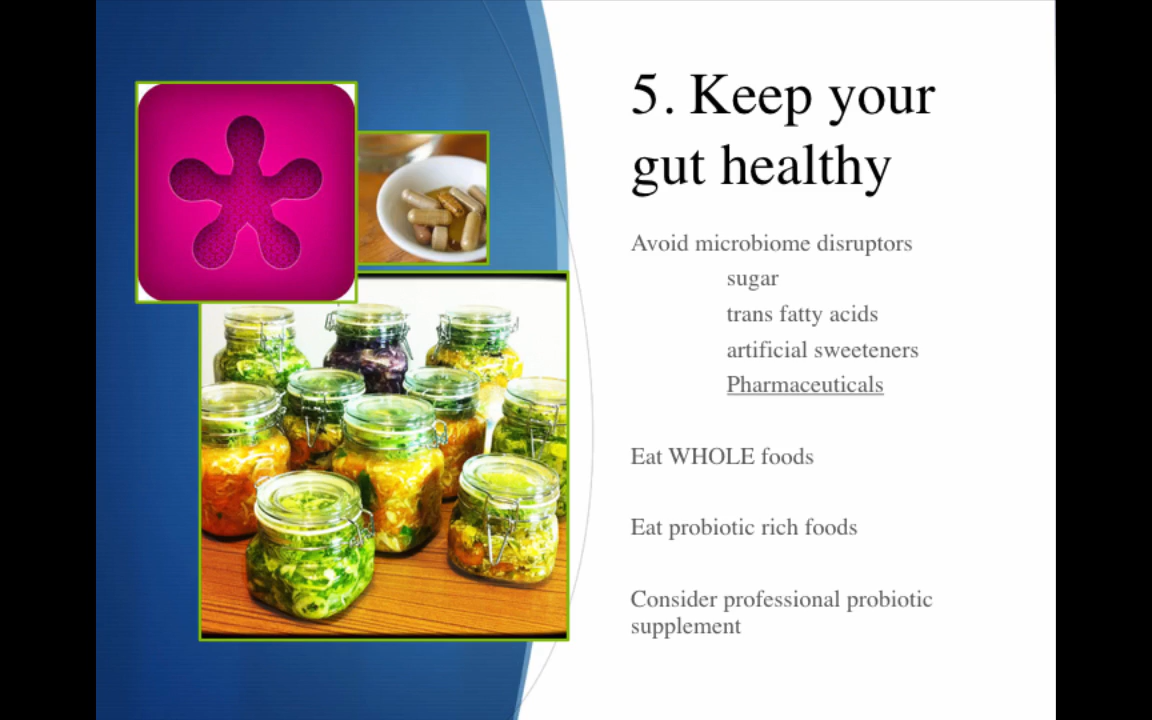 5. Keep your
gut healthy
Avoid microbiome disruptors
sugar
trans fatty acids
artificial sweeteners
Pharmaceuticals
Eat WHOLE foods
Eat probiotic rich foods
Consider professional probiotic
supplement